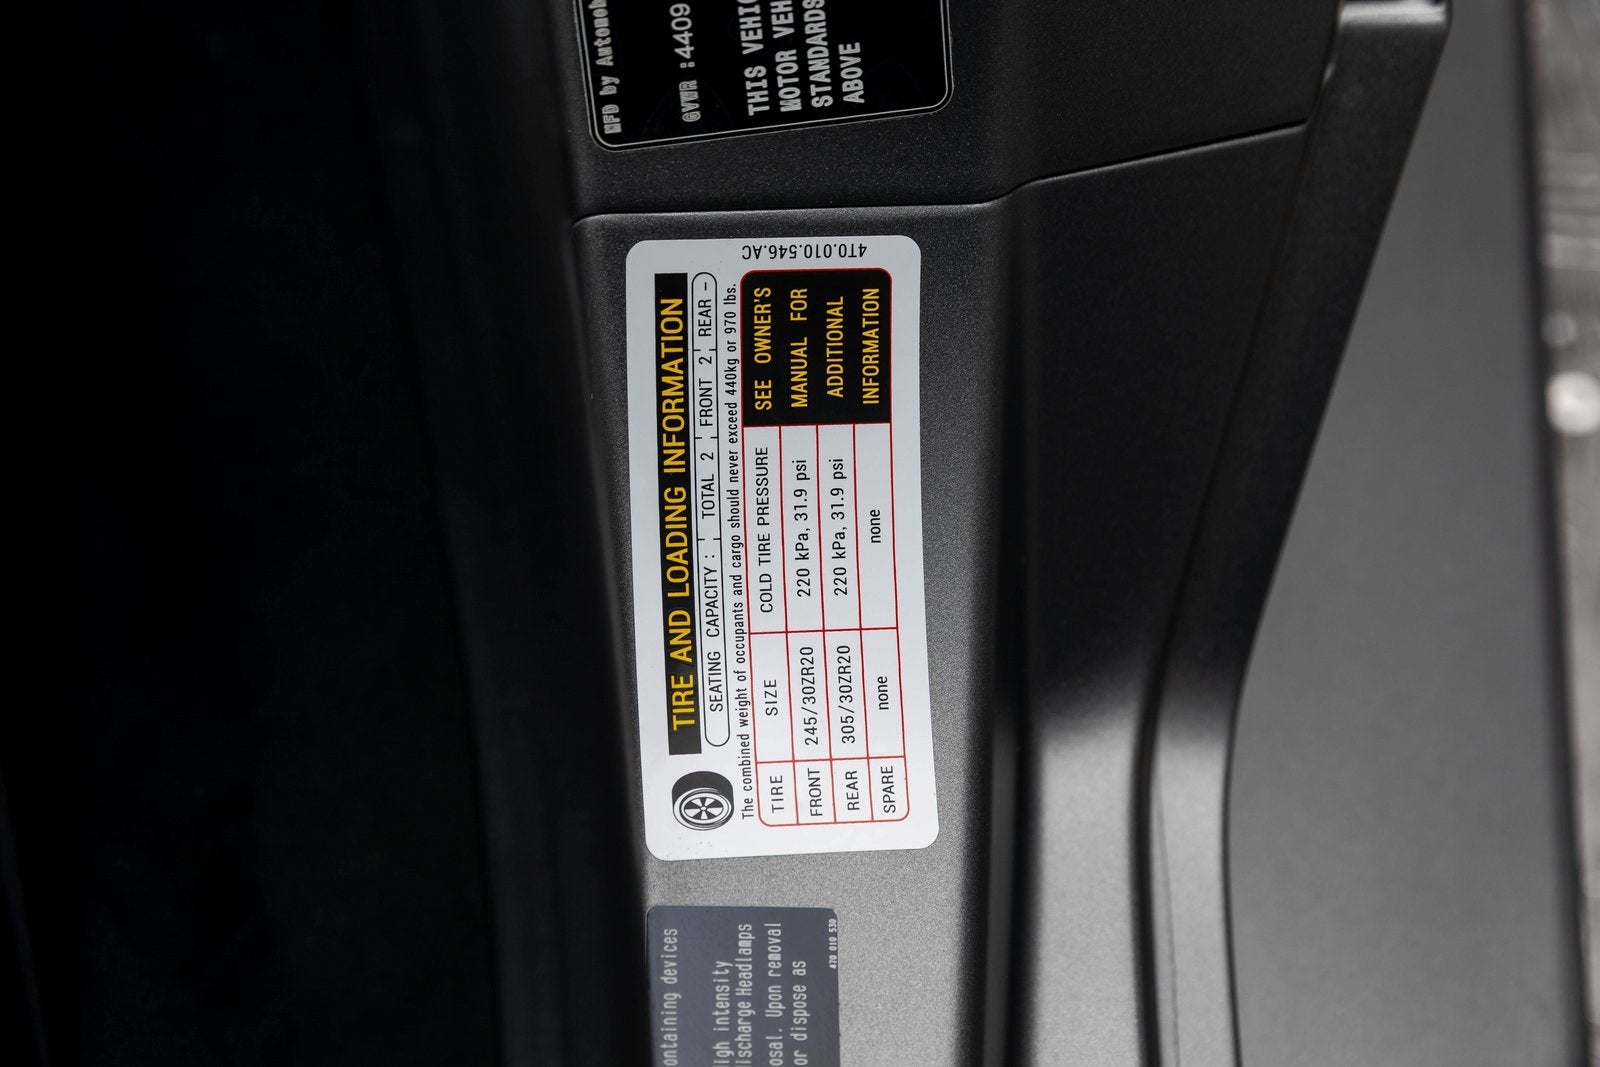 MFD by Automob
GVWR :4409
THIS VEHIC
MOTOR VEH
STANDARDS
ABOVE
4T0.010.546.AC
TIRE AND LOADING INFORMATION
SEATING CAPACITY : TOTAL 2 FRONT 2 REAR –
The combined weight of occupants and cargo should never exceed 440kg or 970 lbs.
TIRE SIZE COLD TIRE PRESSURE SEE OWNER'S
FRONT 245/30ZR20 220 kPa, 31.9 psi MANUAL FOR
REAR 305/30ZR20 220 kPa, 31.9 psi ADDITIONAL
SPARE none none INFORMATION
ontaining devices
igh intensity
ischarge Headlamps
osal. Upon removal
or dispose as
470 010 530